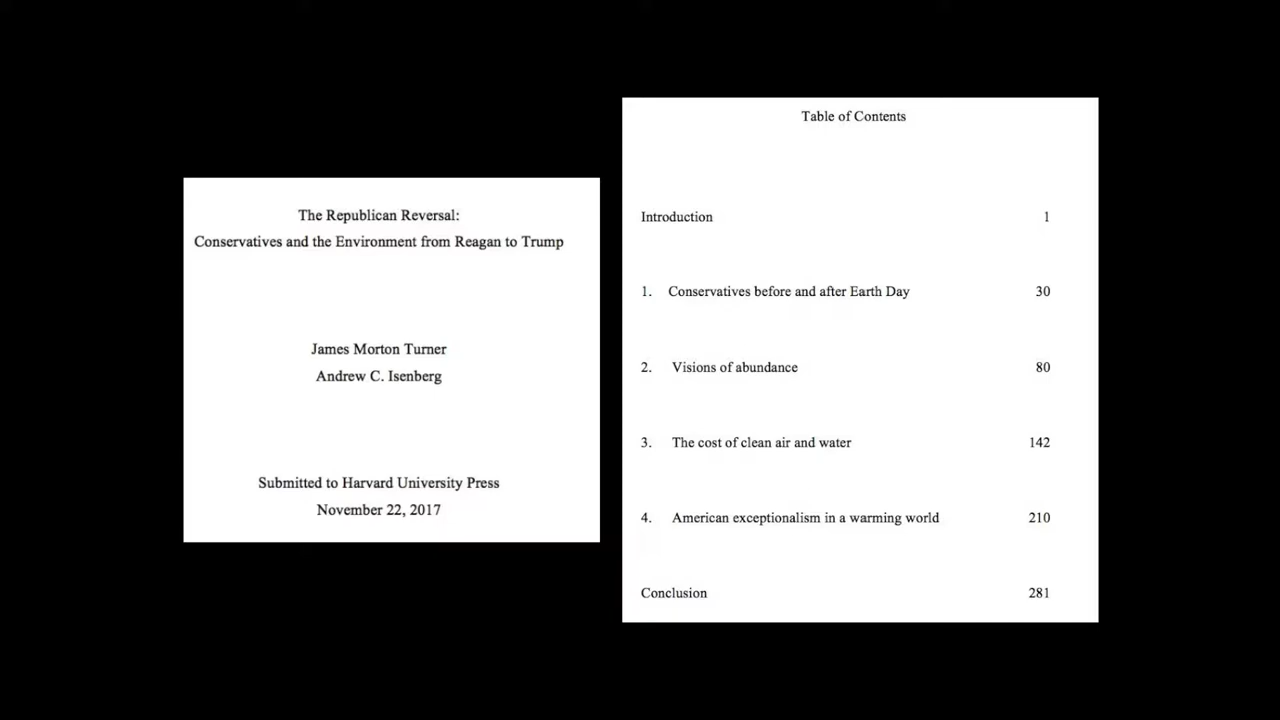 The Republican Reversal:
Conservatives and the Environment from Reagan to Trump
James Morton Turner
Andrew C. Isenberg
Submitted to Harvard University Press
November 22, 2017
Table of Contents
Introduction 1
1. Conservatives before and after Earth Day 30
2. Visions of abundance 80
3. The cost of clean air and water 142
4. American exceptionalism in a warming world 210
Conclusion 281